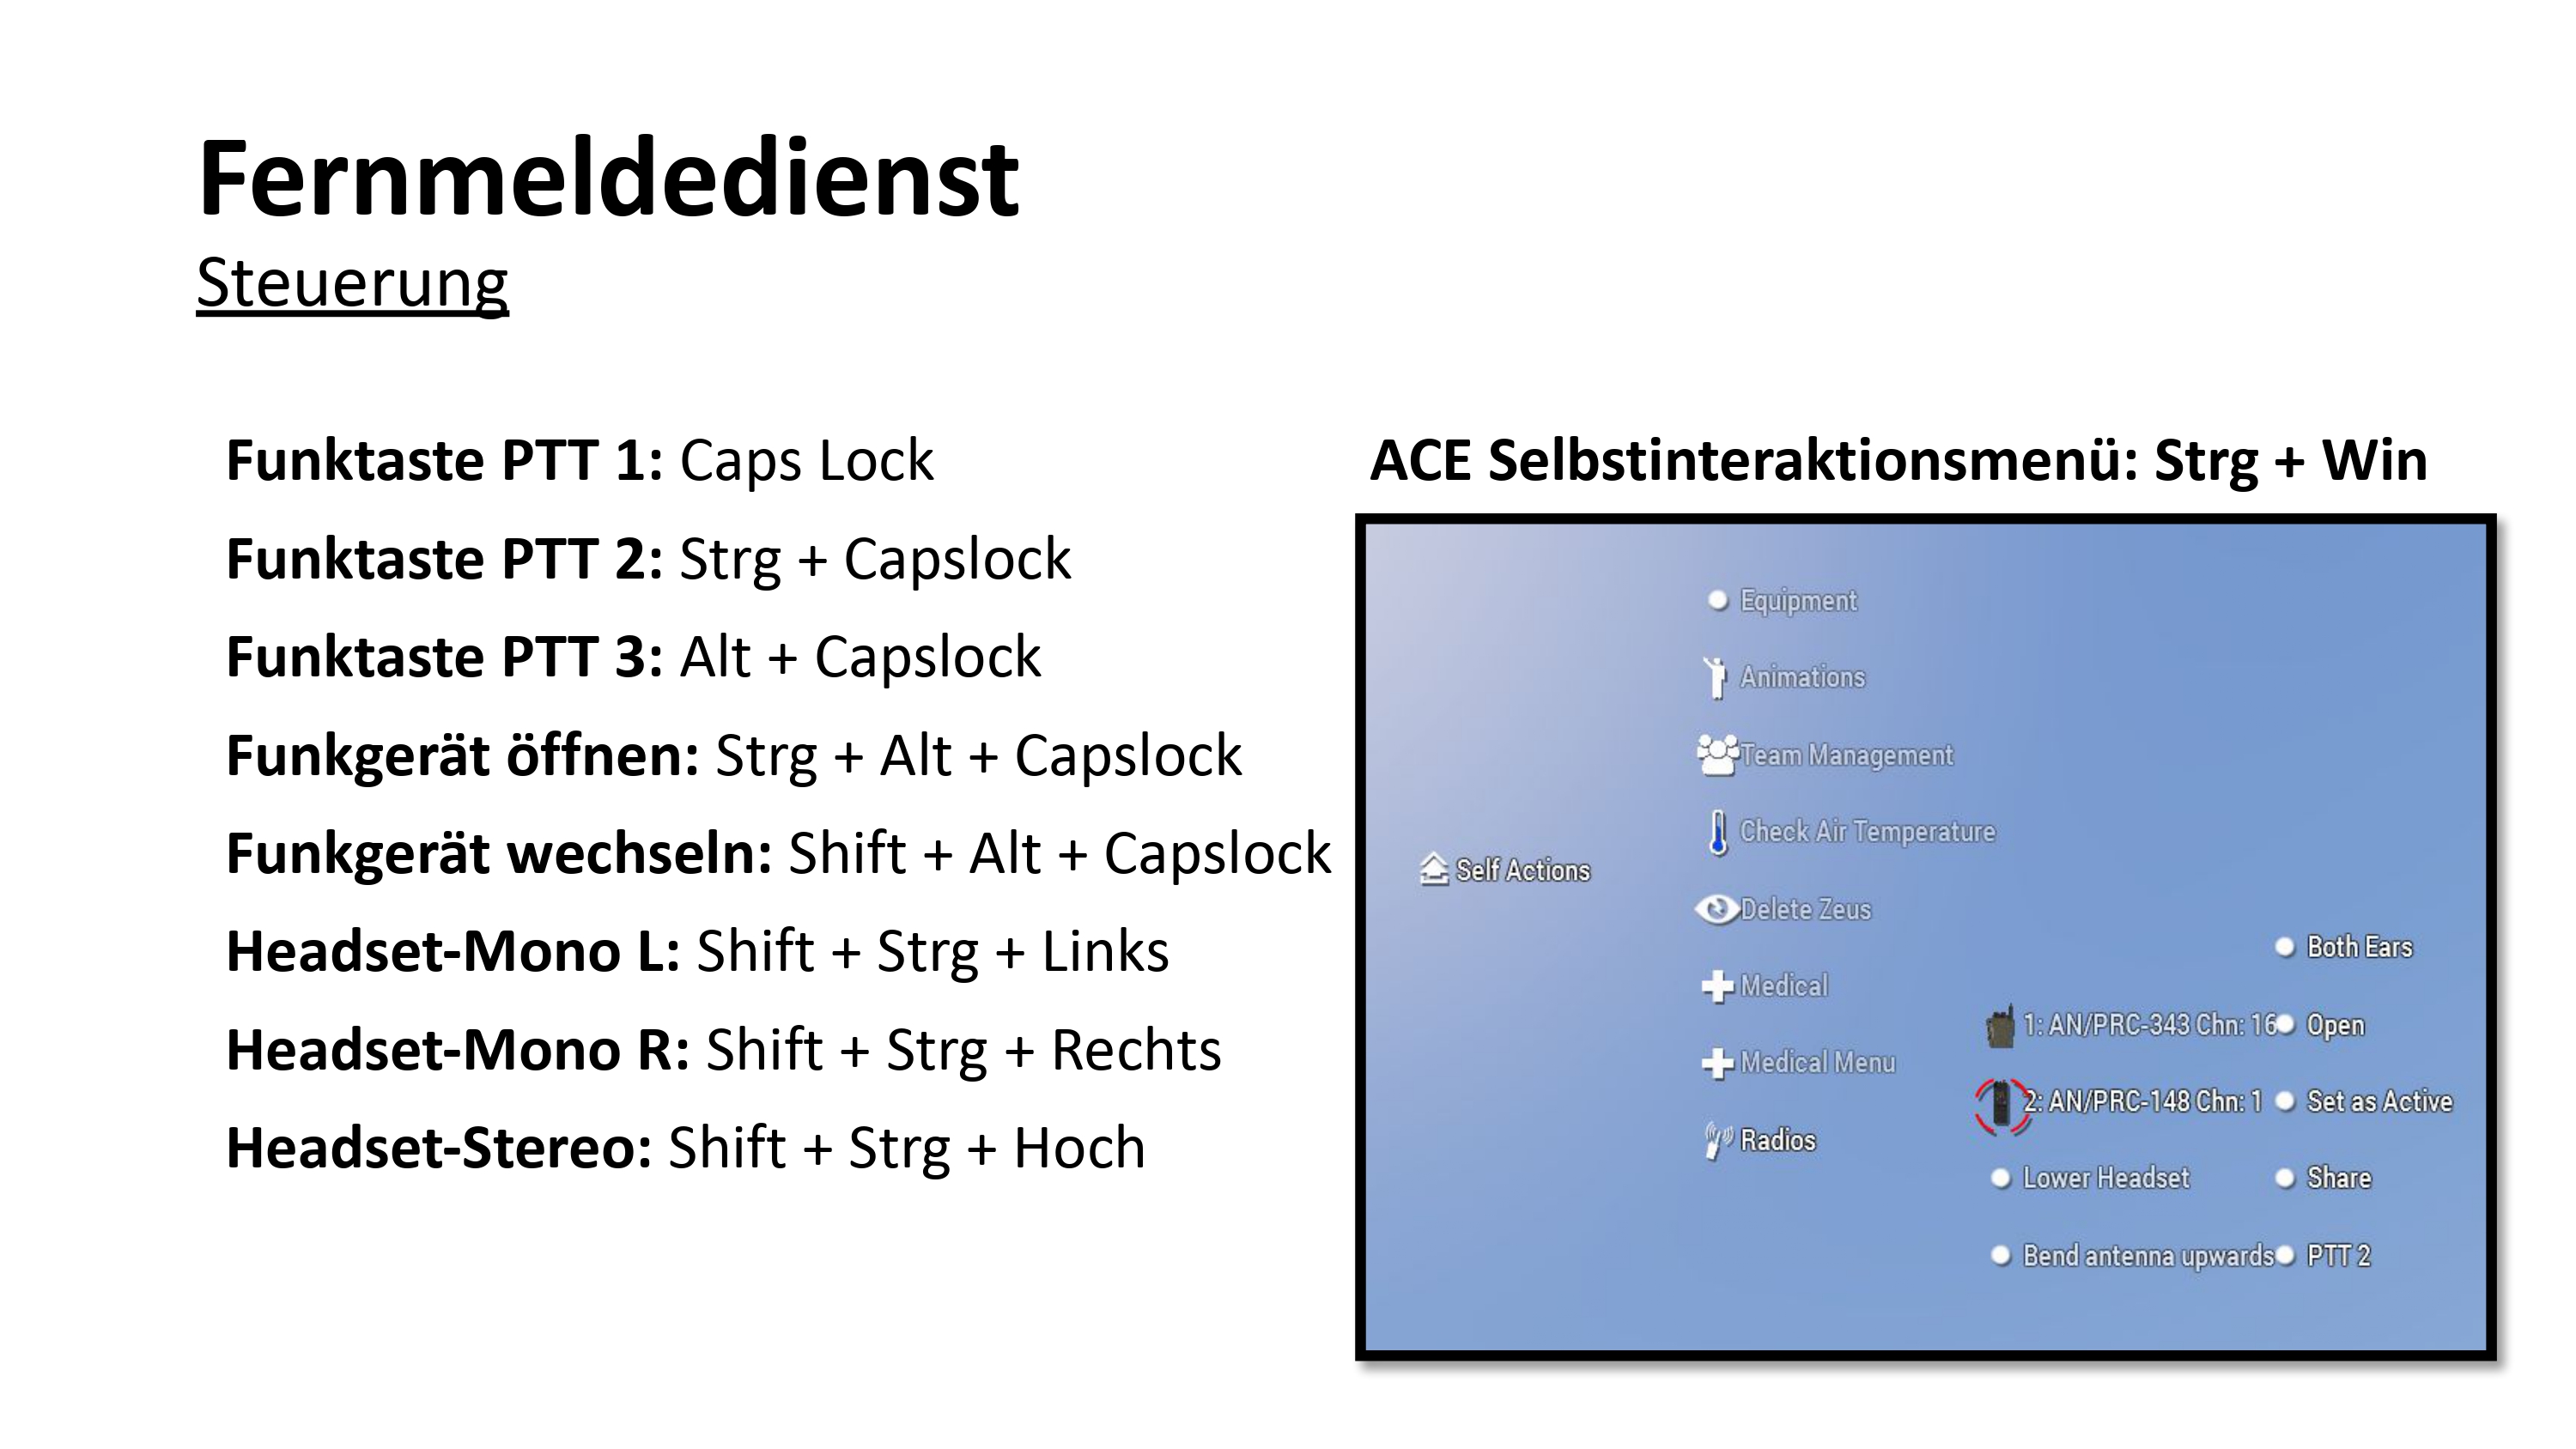 Fernmeldedienst
Steuerung
Funktaste PTT 1: Caps Lock
Funktaste PTT 2: Strg + Capslock
Funktaste PTT 3: Alt + Capslock
Funkgerät öffnen: Strg + Alt + Capslock
Funkgerät wechseln: Shift + Alt + Capslock
Headset-Mono L: Shift + Strg + Links
Headset-Mono R: Shift + Strg + Rechts
Headset-Stereo: Shift + Strg + Hoch
ACE Selbstinteraktionsmenü: Strg + Win
Self Actions
Equipment
Animations
Team Management
Check Air Temperature
Delete Zeus
Medical
Medical Menu
Radios
1: AN/PRC-343 Chn: 16
2: AN/PRC-148 Chn: 1
Lower Headset
Bend antenna upwards
Both Ears
Open
Set as Active
Share
PTT 2